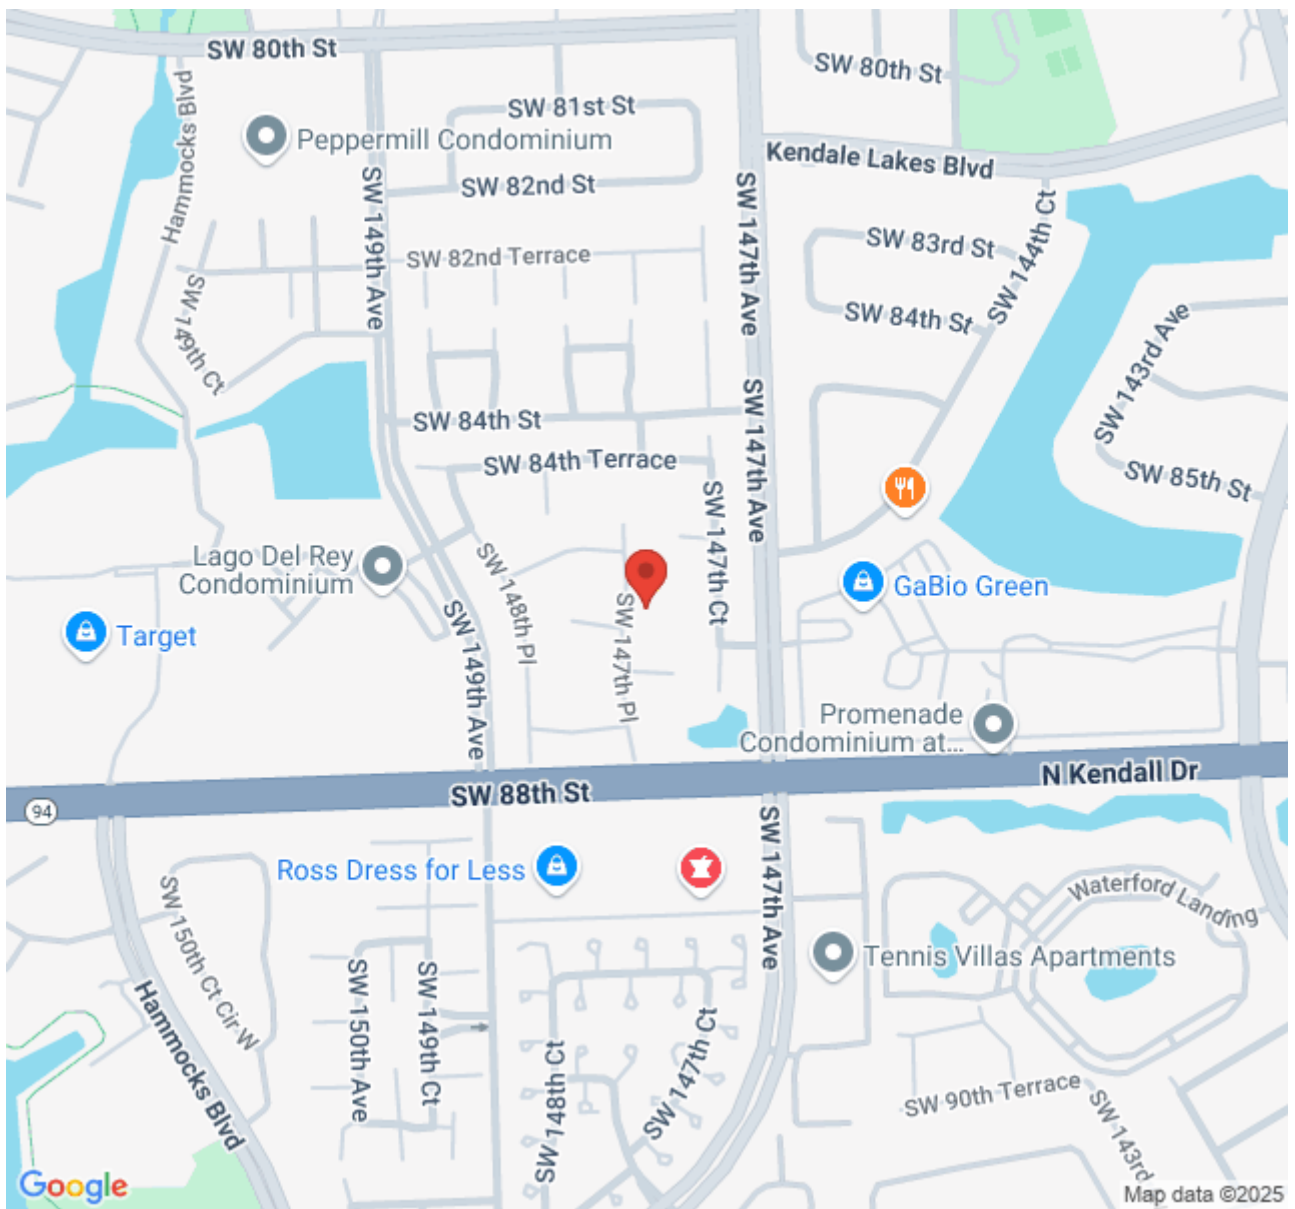 SW 80th St
SW 80th St
Hammocks Blvd
SW 81st St
Peppermill Condominium
Kendale Lakes Blvd
SW 82nd St
SW 149th Ave
SW 147th Ave
SW 144th Ct
SW 83rd St
SW 82nd Terrace
SW 149th Ct
SW 84th St
SW 143rd Ave
SW 84th St
SW 147th Ave
SW 84th Terrace
SW 85th St
SW 147th Ct
Lago Del Rey
Condominium
SW 148th Pl
GaBio Green
SW 147th Pl
Target
SW 149th Ave
Promenade
Condominium at...
N Kendall Dr
SW 88th St
94
Ross Dress for Less
SW 147th Ave
Waterford Landing
SW 150th Ct Cir W
Tennis Villas Apartments
SW 150th Ave
SW 149th Ct
Hammocks Blvd
SW 148th Ct
SW 147th Ct
SW 90th Terrace
SW 143rd
Google
Map data ©2025